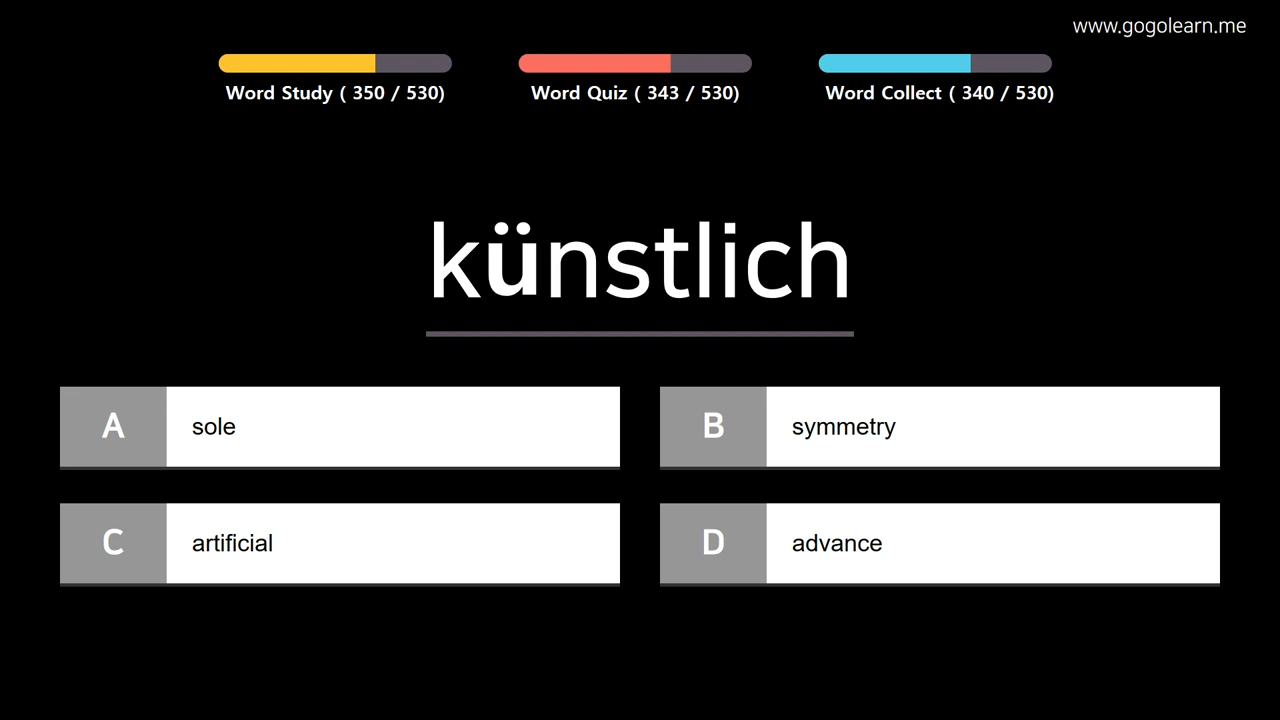 www.gogolearn.me
Word Study ( 350 / 530)
Word Quiz ( 343 / 530)
Word Collect ( 340 / 530)
künstlich
A sole
B symmetry
C artificial
D advance